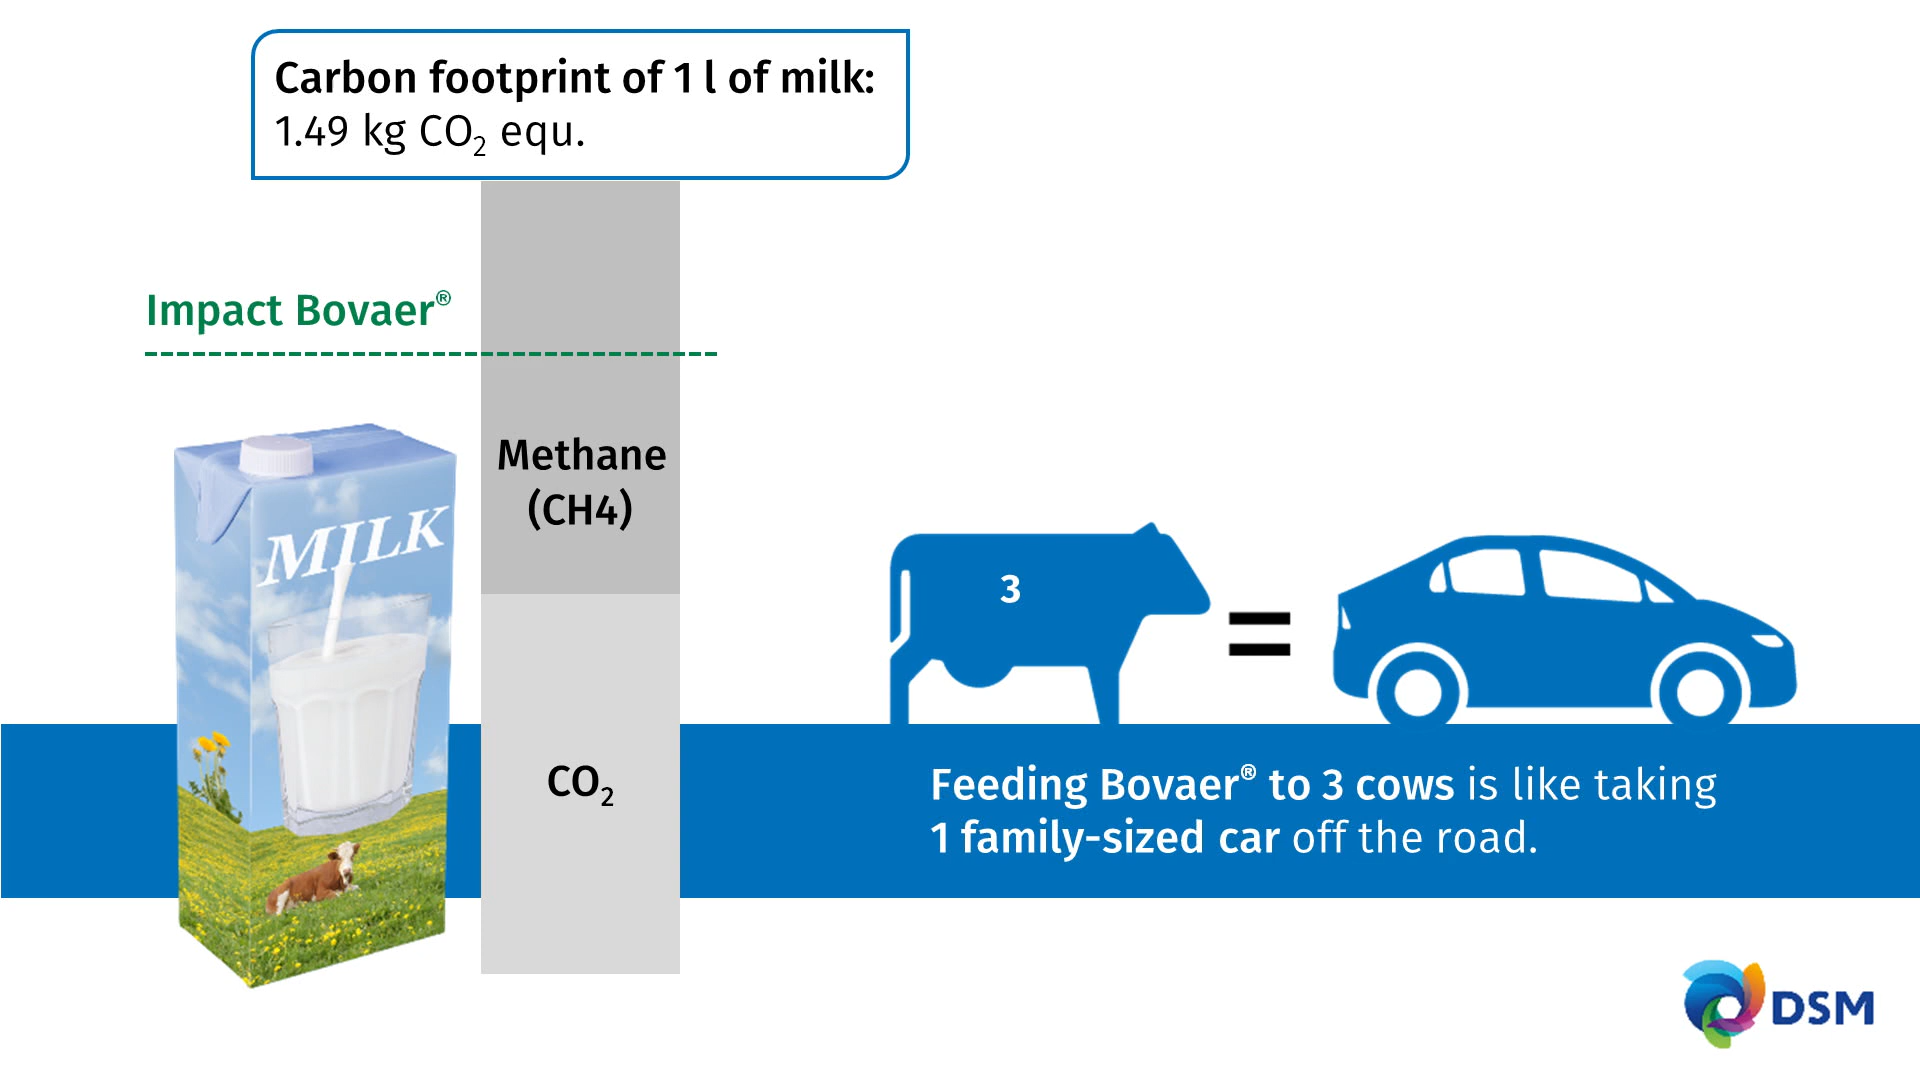 Carbon footprint of 1 l of milk:
1.49 kg CO₂ equ.
Impact Bovaer®
Methane
(CH4)
MILK
3
=
CO₂
Feeding Bovaer® to 3 cows is like taking
1 family-sized car off the road.
DSM